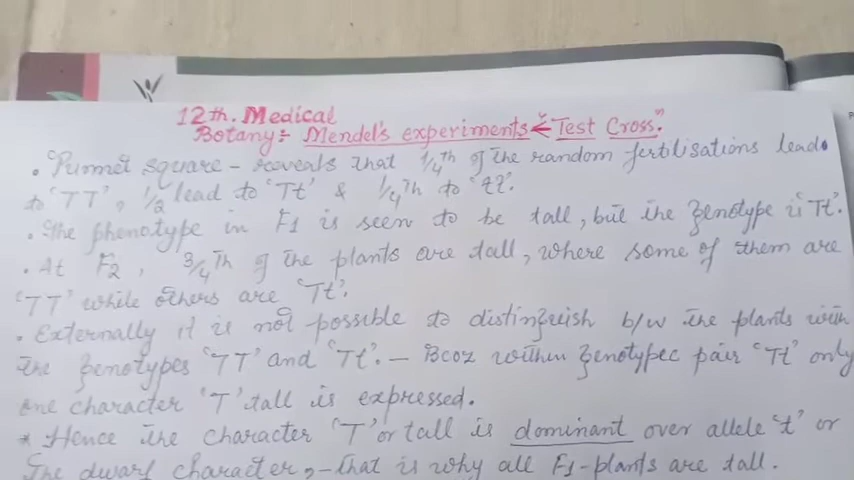 12th. Medical
Botany:- Mendel's experiments ← "Test Cross."
• Punnet square - reveals that 1/4th of the random fertilisations lead
to 'TT', 1/2 lead to 'Tt' & 1/4th to 'tt'.
• The phenotype in F1 is seen to be tall, but the genotype is 'Tt'.
• At F2, 3/4th of the plants are tall, where some of them are
'TT' while others are 'Tt'.
• Externally it is not possible to distinguish b/w the plants with
the genotypes 'TT' and 'Tt'. - Bcoz within genotypec pair 'Tt' only
one character 'T' tall is expressed.
* Hence the character 'T' or tall is dominant over allele 't' or
The dwarf character, - that is why all F1-plants are tall.